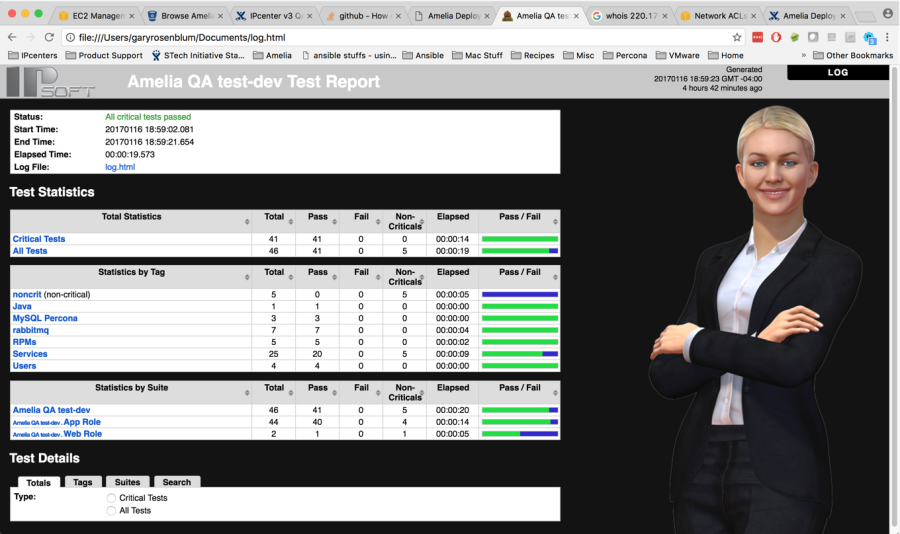 EC2 Managem
Browse Amelia
IPcenter v3 Q
github - How
Amelia Deploy
Amelia QA tes
whois 220.17
Network ACLs
Amelia Deploy
file:///Users/garyrosenblum/Documents/log.html
IPcenters
Product Support
STech Initiative Sta...
Amelia
ansible stuffs - usin...
Ansible
Mac Stuff
Recipes
Misc
Percona
VMware
Home
»
Other Bookmarks
IPSOFT
Amelia QA test-dev Test Report
Generated
20170116 18:59:23 GMT -04:00
4 hours 42 minutes ago
LOG
Status: All critical tests passed
Start Time: 20170116 18:59:02.081
End Time: 20170116 18:59:21.654
Elapsed Time: 00:00:19.573
Log File: log.html
Test Statistics
Total Statistics Total Pass Fail Non-Criticals Elapsed Pass / Fail
Critical Tests 41 41 0 0 00:00:14
All Tests 46 41 0 5 00:00:19
Statistics by Tag Total Pass Fail Non-Criticals Elapsed Pass / Fail
noncrit (non-critical) 5 0 0 5 00:00:05
Java 1 1 0 0 00:00:00
MySQL Percona 3 3 0 0 00:00:00
rabbitmq 7 7 0 0 00:00:04
RPMs 5 5 0 0 00:00:02
Services 25 20 0 5 00:00:09
Users 4 4 0 0 00:00:00
Statistics by Suite Total Pass Fail Non-Criticals Elapsed Pass / Fail
Amelia QA test-dev 46 41 0 5 00:00:20
Amelia QA test-dev . App Role 44 40 0 4 00:00:14
Amelia QA test-dev . Web Role 2 1 0 1 00:00:05
Test Details
Totals Tags Suites Search
Type: Critical Tests
All Tests